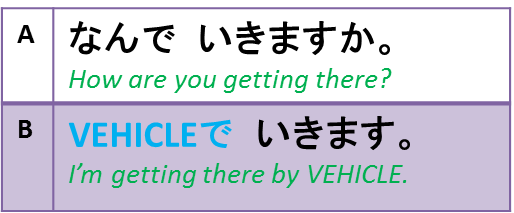 A
なんで いきますか。
How are you getting there?
B
VEHICLEで いきます。
I'm getting there by VEHICLE.